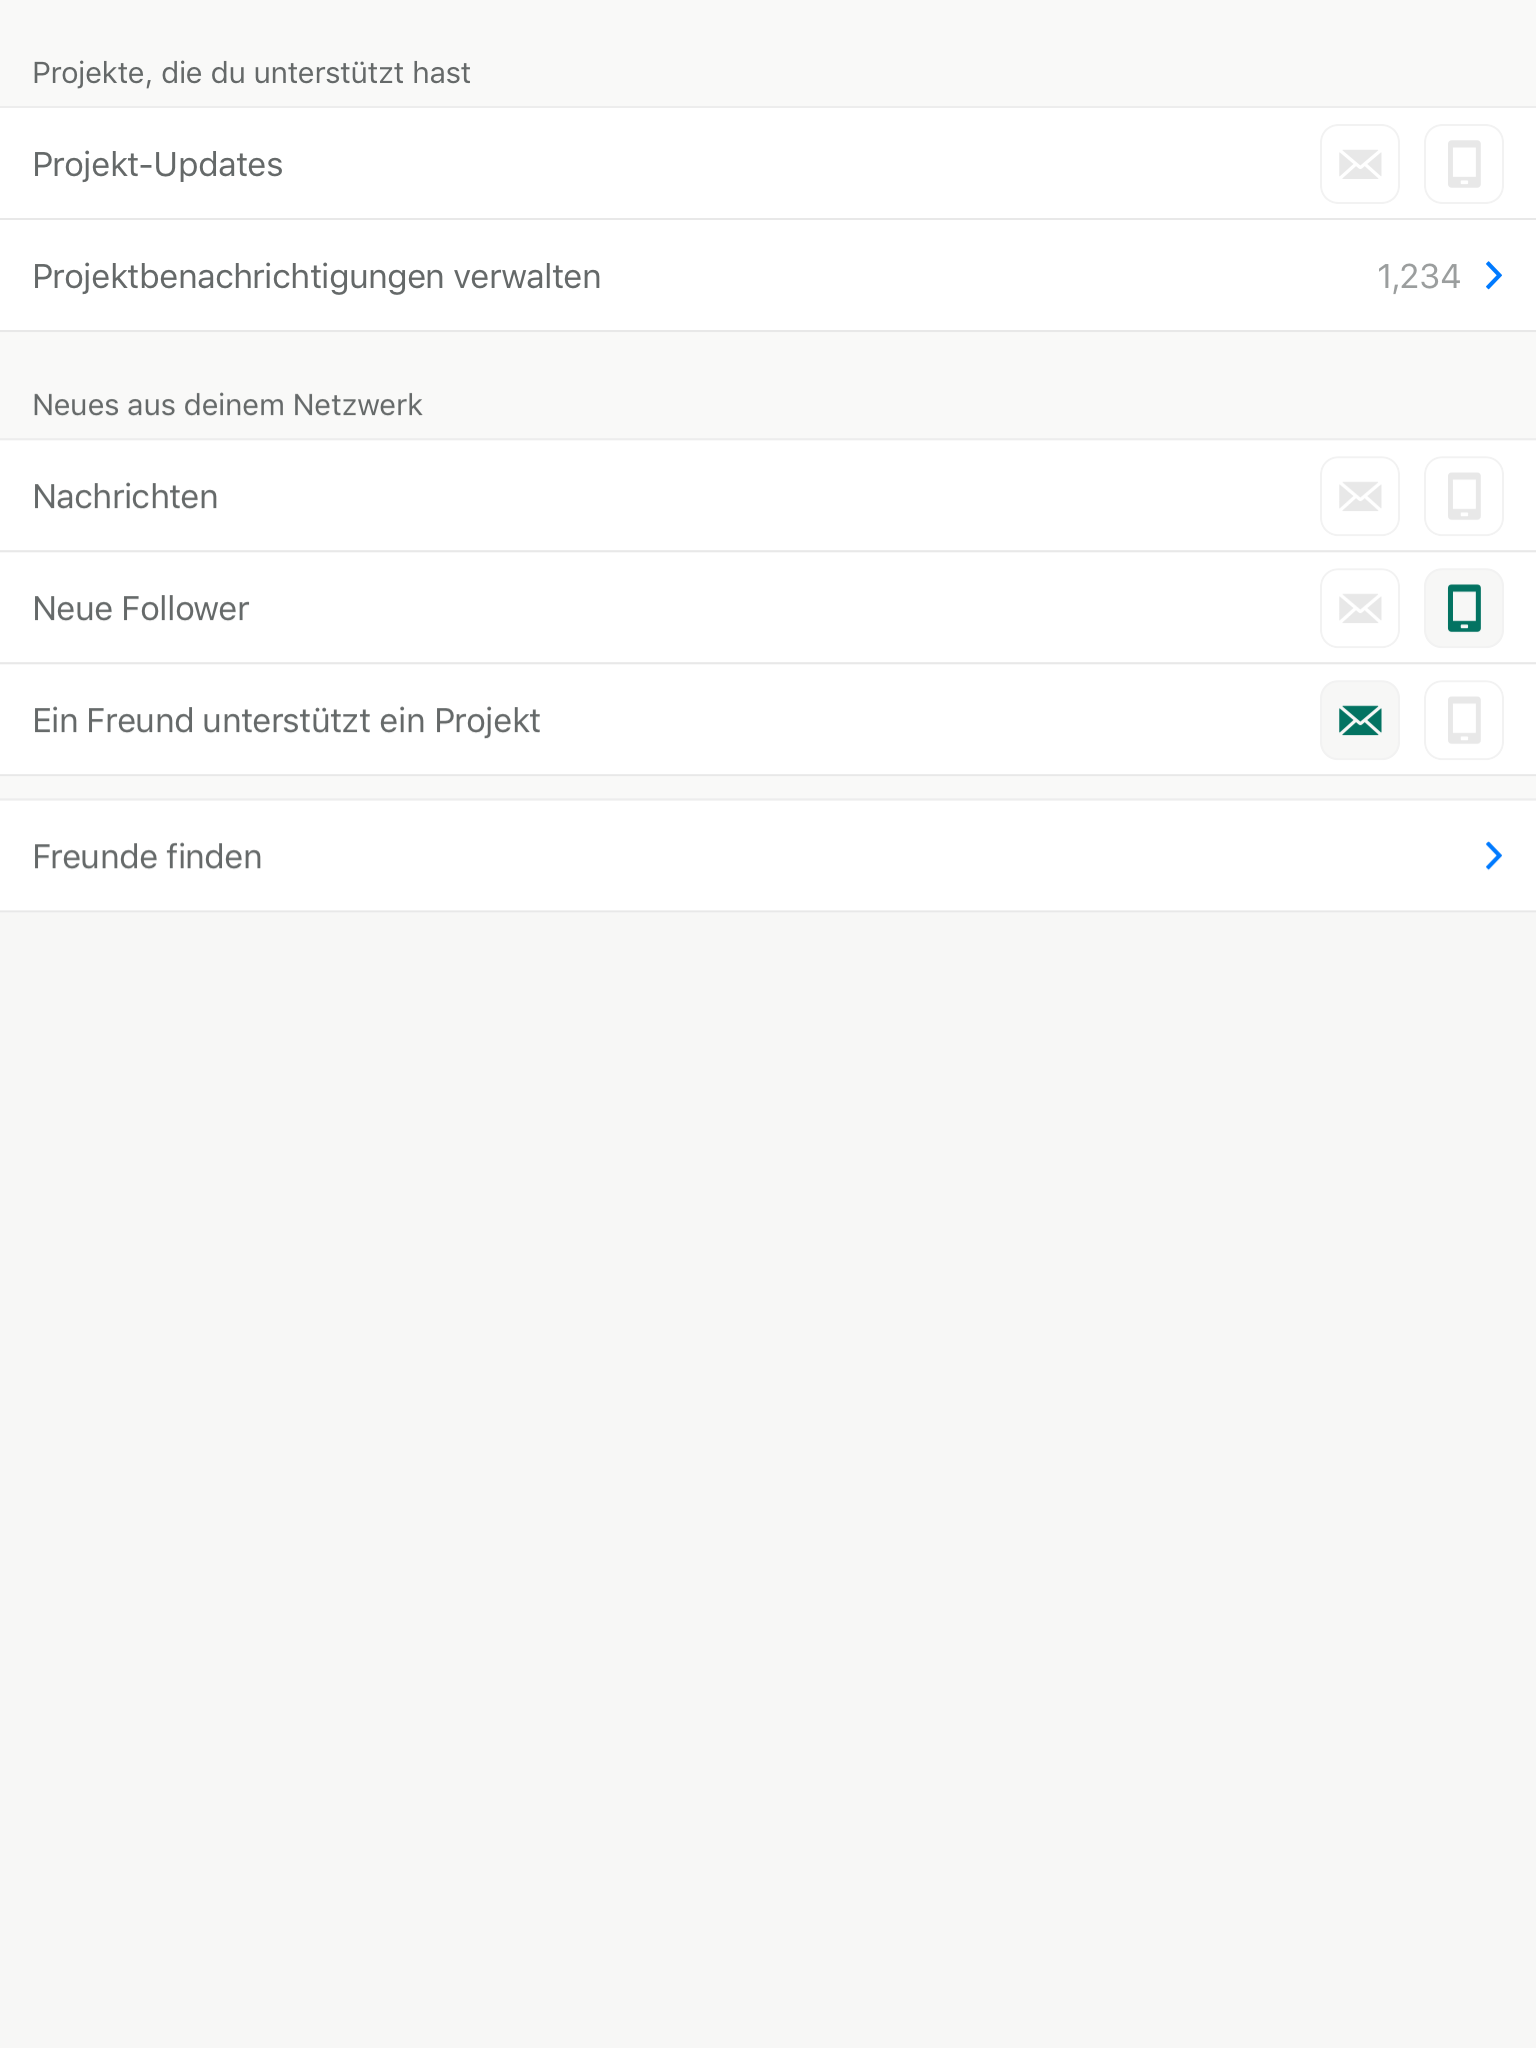 Projekte, die du unterstützt hast
Projekt-Updates
Projektbenachrichtigungen verwalten 1,234
Neues aus deinem Netzwerk
Nachrichten
Neue Follower
Ein Freund unterstützt ein Projekt
Freunde finden